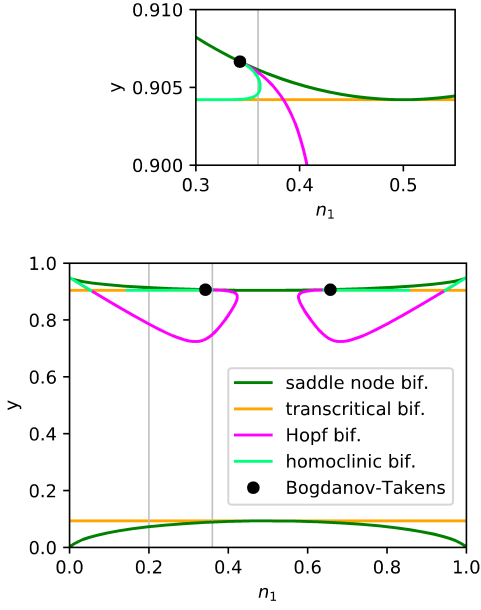 0.910
0.905
0.900
y
0.3
0.4
0.5
n1
1.0
0.8
0.6
0.4
0.2
0.0
y
saddle node bif.
transcritical bif.
Hopf bif.
homoclinic bif.
Bogdanov-Takens
0.0
0.2
0.4
0.6
0.8
1.0
n1